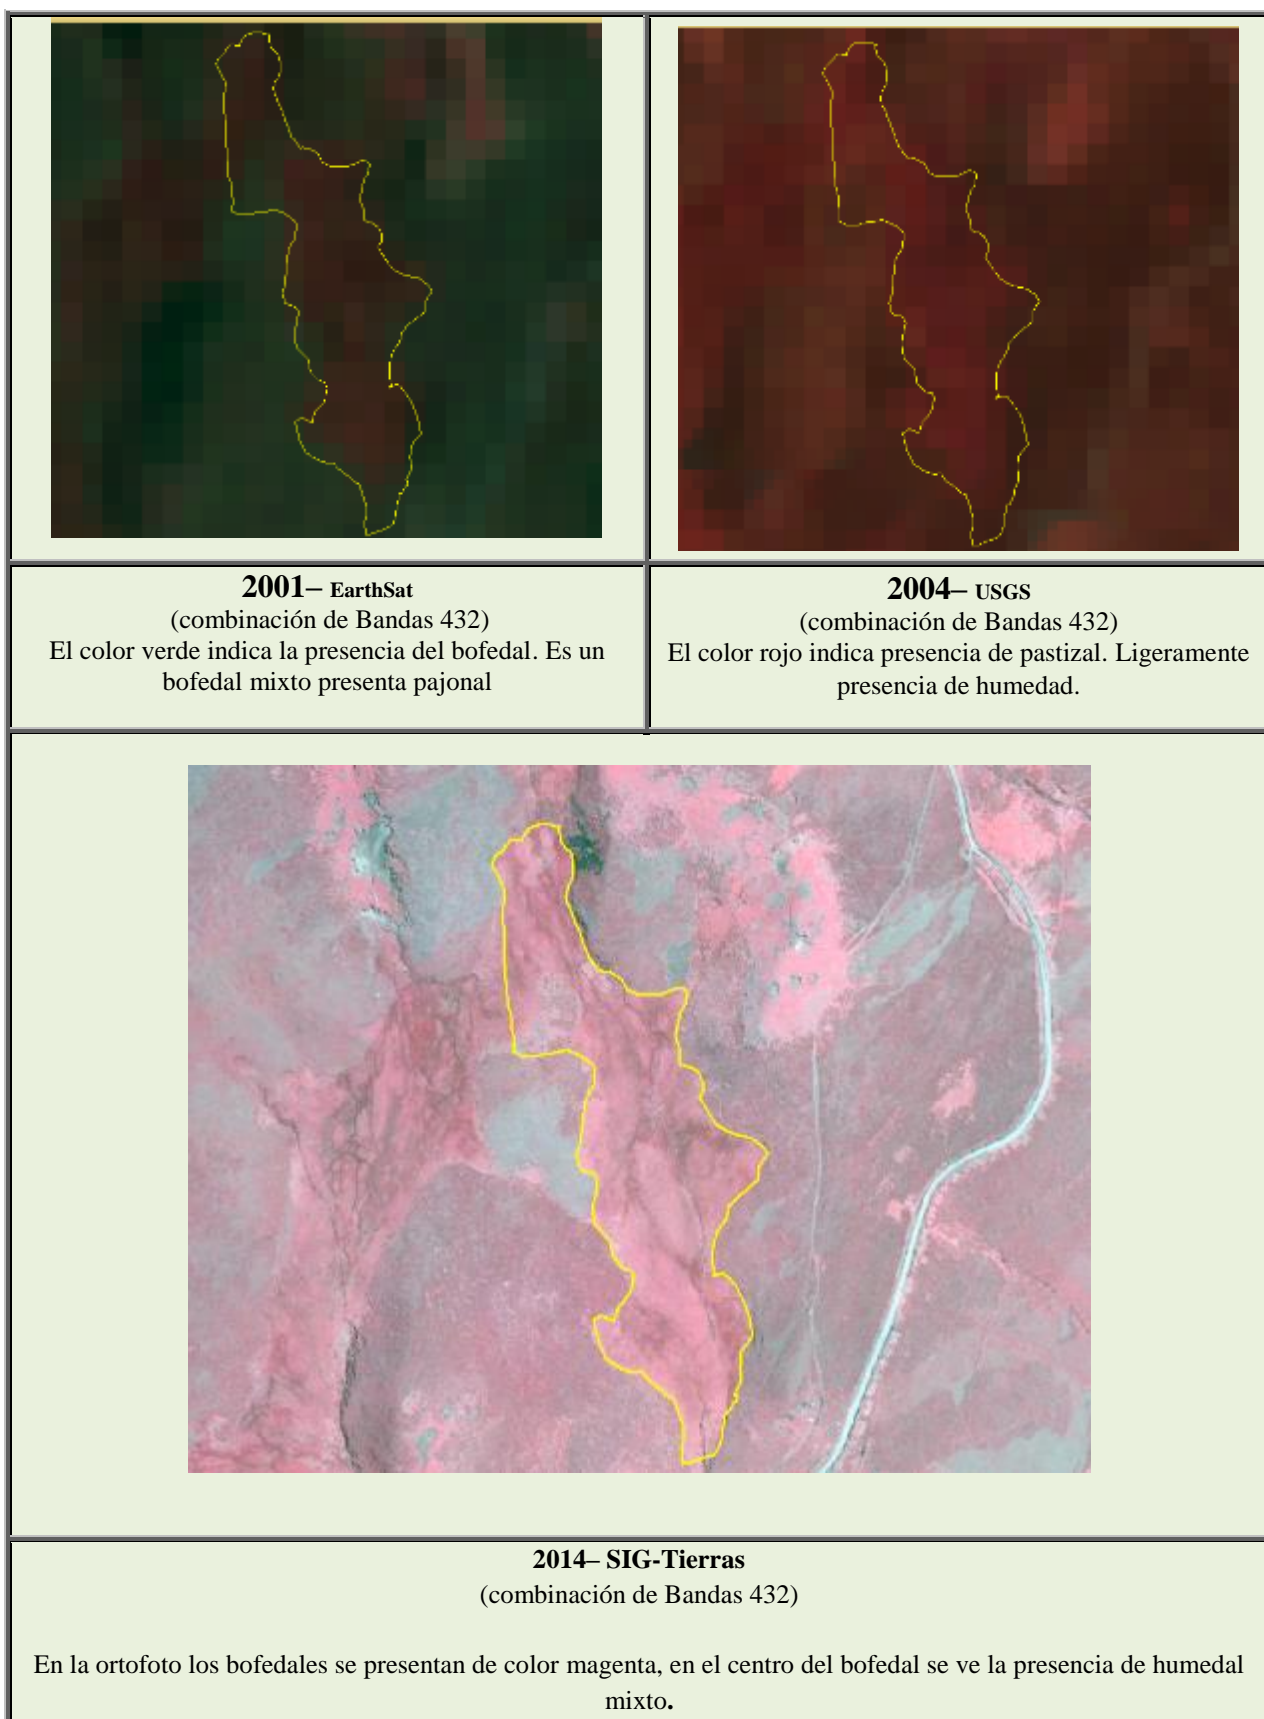 2001– EarthSat
(combinación de Bandas 432)
El color verde indica la presencia del bofedal. Es un
bofedal mixto presenta pajonal
2004– USGS
(combinación de Bandas 432)
El color rojo indica presencia de pastizal. Ligeramente
presencia de humedad.
2014– SIG-Tierras
(combinación de Bandas 432)
En la ortofoto los bofedales se presentan de color magenta, en el centro del bofedal se ve la presencia de humedal
mixto.